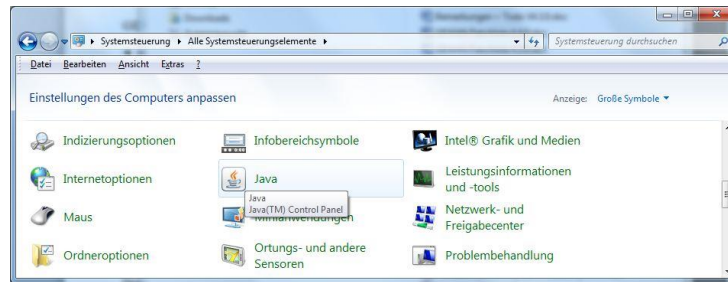 Systemsteuerung ▸ Alle Systemsteuerungselemente ▸
Systemsteuerung durchsuchen
Datei Bearbeiten Ansicht Extras ?
Einstellungen des Computers anpassen
Anzeige: Große Symbole
Indizierungsoptionen
Infobereichsymbole
Intel® Grafik und Medien
Internetoptionen
Java
Leistungsinformationen
und -tools
Java
Java(TM) Control Panel
Maus
Minianwendungen
Netzwerk- und
Freigabecenter
Ordneroptionen
Ortungs- und andere
Sensoren
Problembehandlung